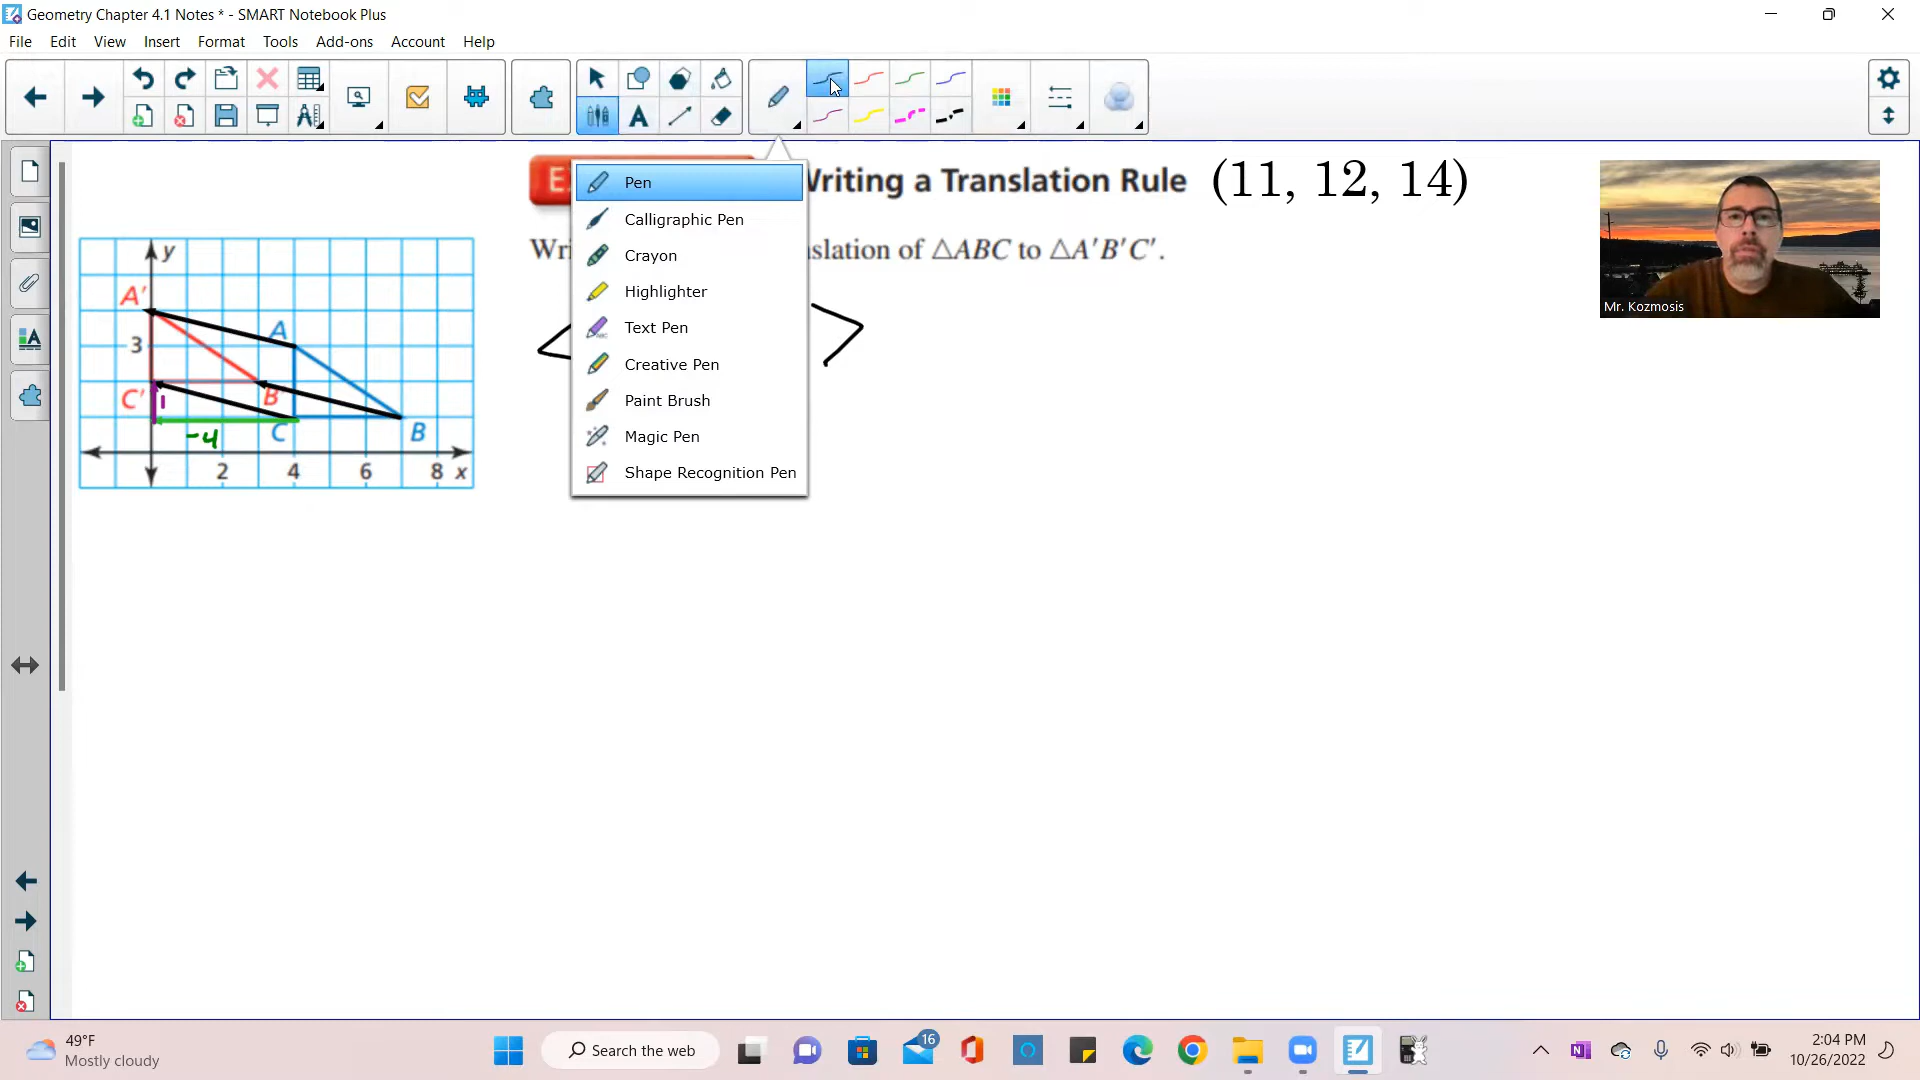 Geometry Chapter 4.1 Notes * - SMART Notebook Plus
File Edit View Insert Format Tools Add-ons Account Help
E
Writing a Translation Rule (11, 12, 14)
Pen
Calligraphic Pen
Crayon
Highlighter
Text Pen
Creative Pen
Paint Brush
Magic Pen
Shape Recognition Pen
Wri
slation of △ABC to △A′B′C′.
Mr. Kozmosis
y
A'
A
3
C'
1
B
-4
C
B
2 4 6 8 x
49°F
Mostly cloudy
Search the web
16
2:04 PM
10/26/2022